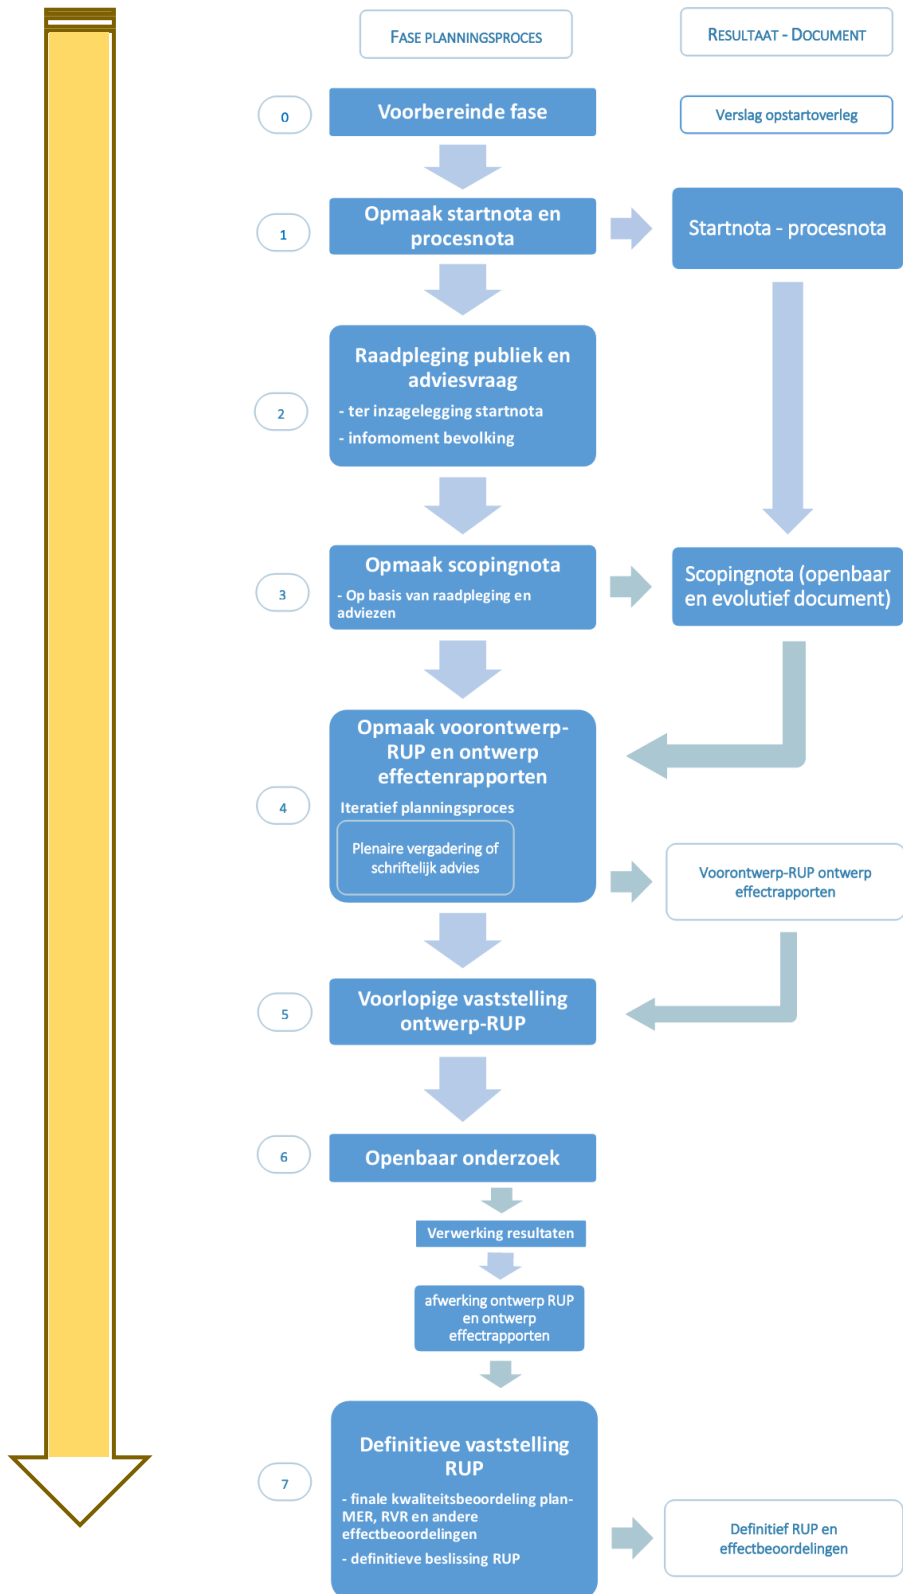 FASE PLANNINGSPROCES
RESULTAAT - DOCUMENT
0
Voorbereinde fase
Verslag opstartoverleg
1
Opmaak startnota en
procesnota
Startnota - procesnota
2
Raadpleging publiek en
adviesvraag
- ter inzagelegging startnota
- infomoment bevolking
3
Opmaak scopingnota
- Op basis van raadpleging en
adviezen
Scopingnota (openbaar
en evolutief document)
4
Opmaak voorontwerp-
RUP en ontwerp
effectenrapporten
Iteratief planningsproces
Plenaire vergadering of
schriftelijk advies
Voorontwerp-RUP ontwerp
effectrapporten
5
Voorlopige vaststelling
ontwerp-RUP
6
Openbaar onderzoek
Verwerking resultaten
afwerking ontwerp RUP
en ontwerp
effectrapporten
7
Definitieve vaststelling
RUP
- finale kwaliteitsbeoordeling plan-
MER, RVR en andere
effectbeoordelingen
- definitieve beslissing RUP
Definitief RUP en
effectbeoordelingen